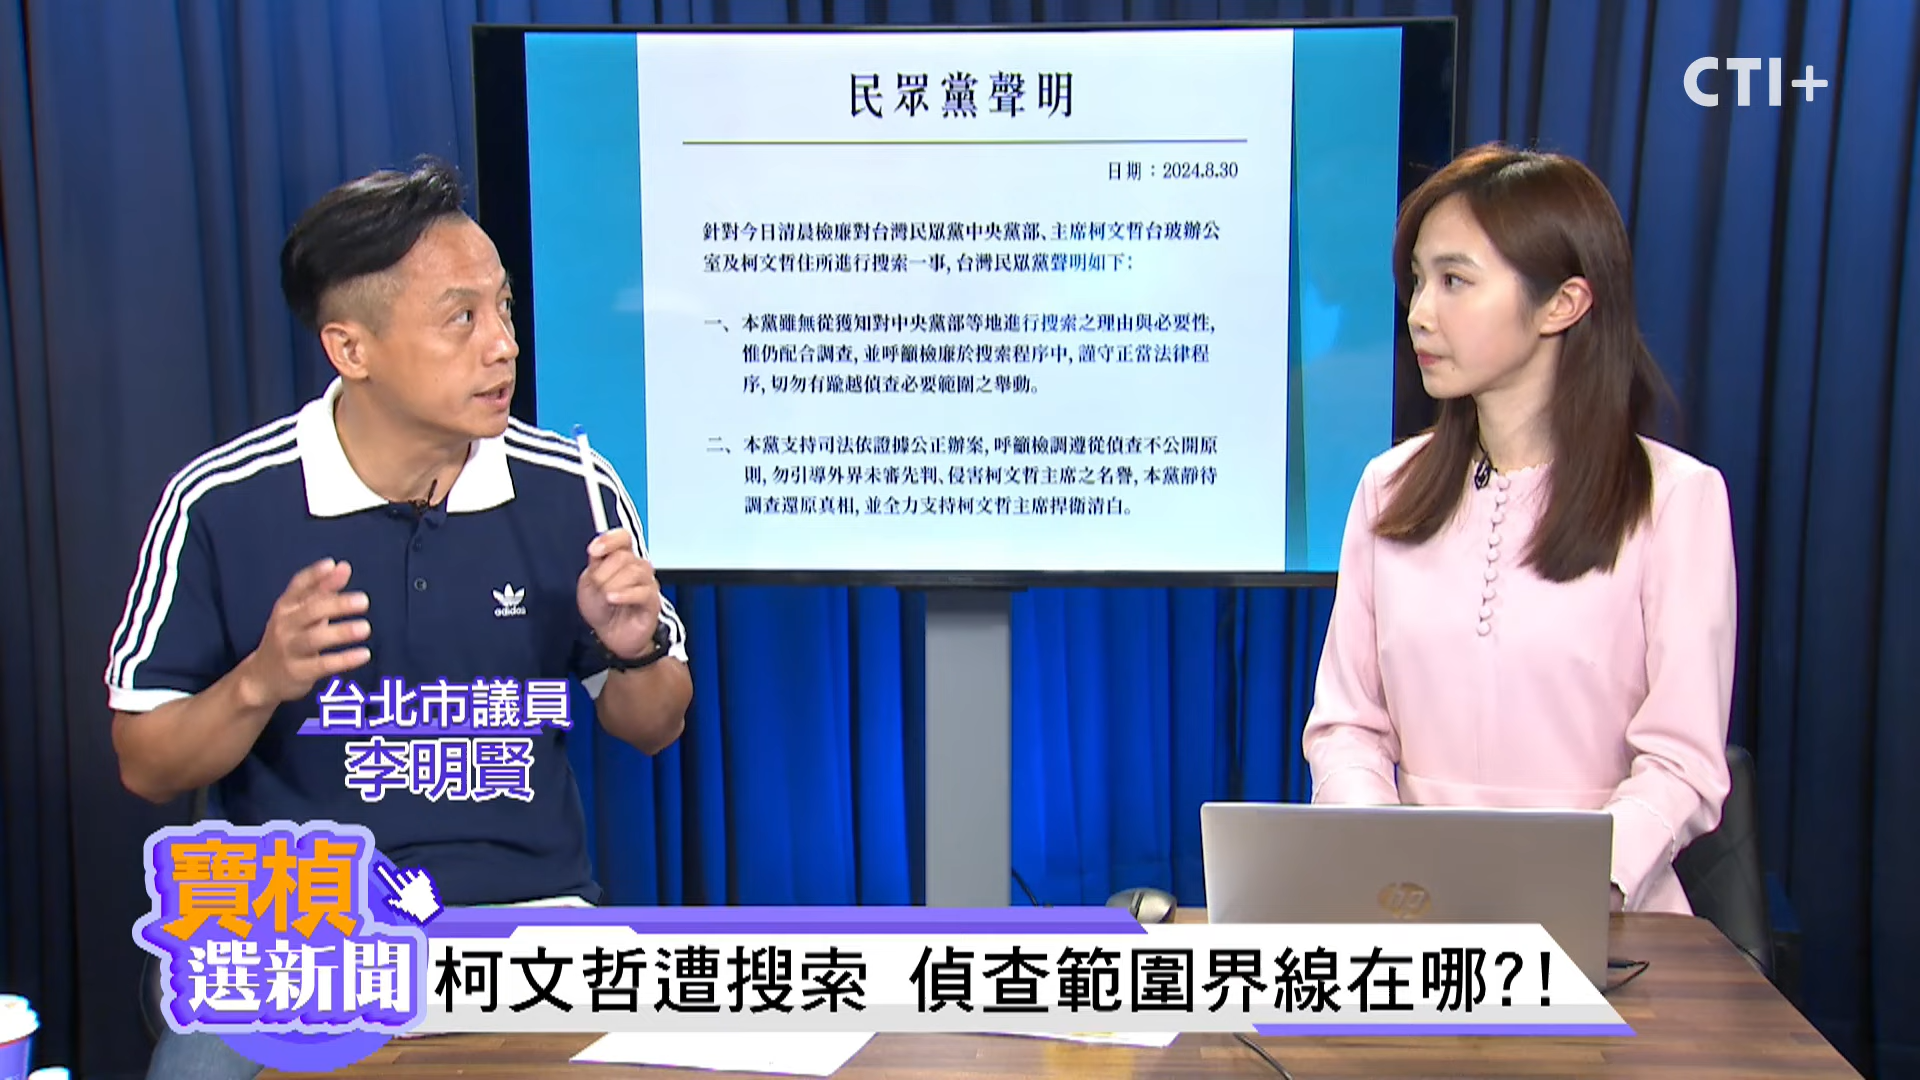 CTI+
民眾黨聲明
日期：2024.8.30
針對今日清晨檢廉對台灣民眾黨中央黨部、主席柯文哲台玻辦公
室及柯文哲住所進行搜索一事，台灣民眾黨聲明如下：
一、本黨雖無從獲知對中央黨部等地進行搜索之理由與必要性，
惟仍配合調查，並呼籲檢廉於搜索程序中，謹守正當法律程
序，切勿有踰越偵查必要範圍之舉動。
二、本黨支持司法依證據公正辦案，呼籲檢調遵從偵查不公開原
則，勿引導外界未審先判、侵害柯文哲主席之名譽，本黨靜待
調查還原真相，並全力支持柯文哲主席捍衛清白。
adidas
台北市議員
李明賢
hp
寶楨
選新聞
柯文哲遭搜索 偵查範圍界線在哪?!